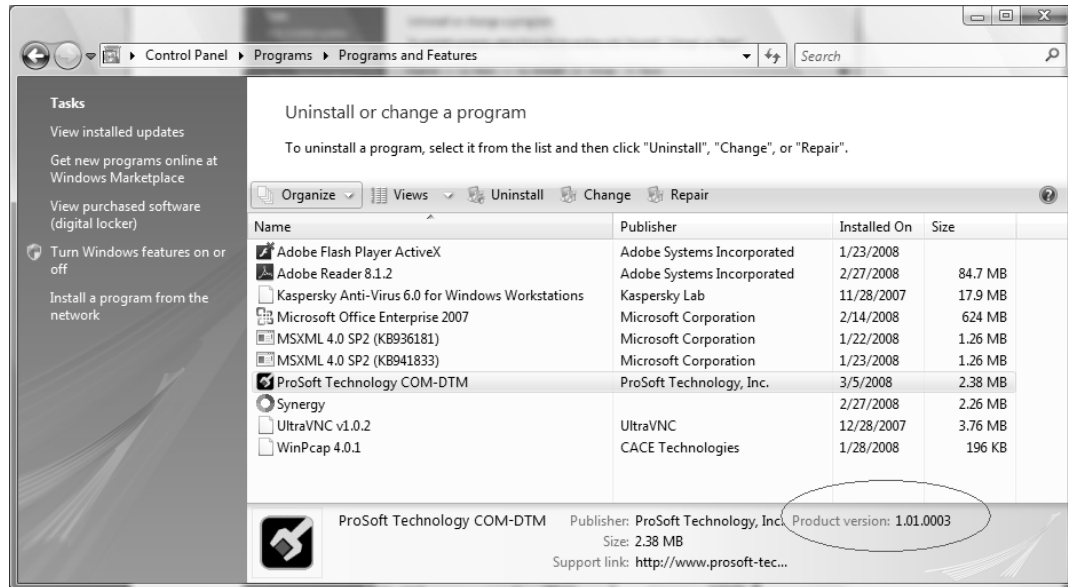 Control Panel ▸ Programs ▸ Programs and Features
Search
Tasks
View installed updates
Get new programs online at
Windows Marketplace
View purchased software
(digital locker)
Turn Windows features on or
off
Install a program from the
network
Uninstall or change a program
To uninstall a program, select it from the list and then click "Uninstall", "Change", or "Repair".
Organize Views Uninstall Change Repair
Name Publisher Installed On Size
Adobe Flash Player ActiveX Adobe Systems Incorporated 1/23/2008
Adobe Reader 8.1.2 Adobe Systems Incorporated 2/27/2008 84.7 MB
Kaspersky Anti-Virus 6.0 for Windows Workstations Kaspersky Lab 11/28/2007 17.9 MB
Microsoft Office Enterprise 2007 Microsoft Corporation 2/14/2008 624 MB
MSXML 4.0 SP2 (KB936181) Microsoft Corporation 1/22/2008 1.26 MB
MSXML 4.0 SP2 (KB941833) Microsoft Corporation 1/23/2008 1.26 MB
ProSoft Technology COM-DTM ProSoft Technology, Inc. 3/5/2008 2.38 MB
Synergy 2/27/2008 2.26 MB
UltraVNC v1.0.2 UltraVNC 12/28/2007 3.76 MB
WinPcap 4.0.1 CACE Technologies 1/28/2008 196 KB
ProSoft Technology COM-DTM Publisher: ProSoft Technology, Inc. Product version: 1.01.0003
Size: 2.38 MB
Support link: http://www.prosoft-tec...